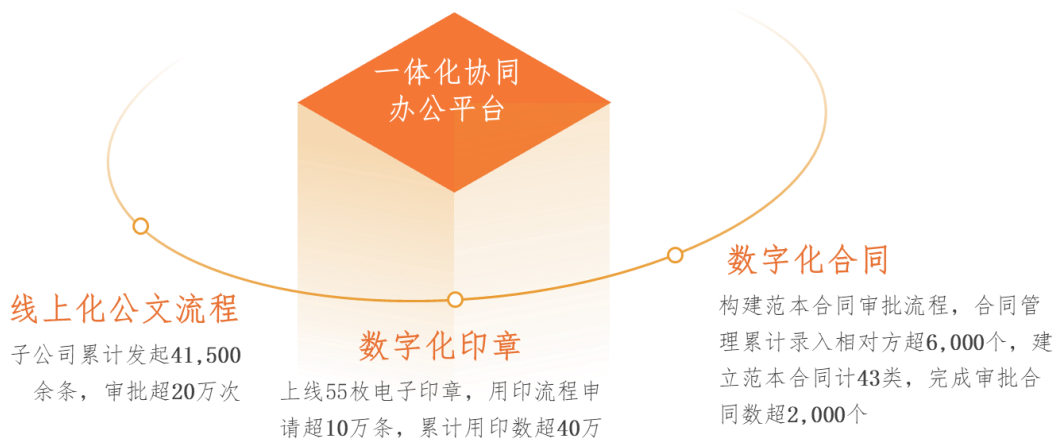 一体化协同
办公平台
线上化公文流程
子公司累计发起41,500
余条，审批超20万次
数字化印章
上线55枚电子印章，用印流程申
请超10万条，累计用印数超40万
数字化合同
构建范本合同审批流程，合同管
理累计录入相对方超6,000个，建
立范本合同计43类，完成审批合
同数超2,000个